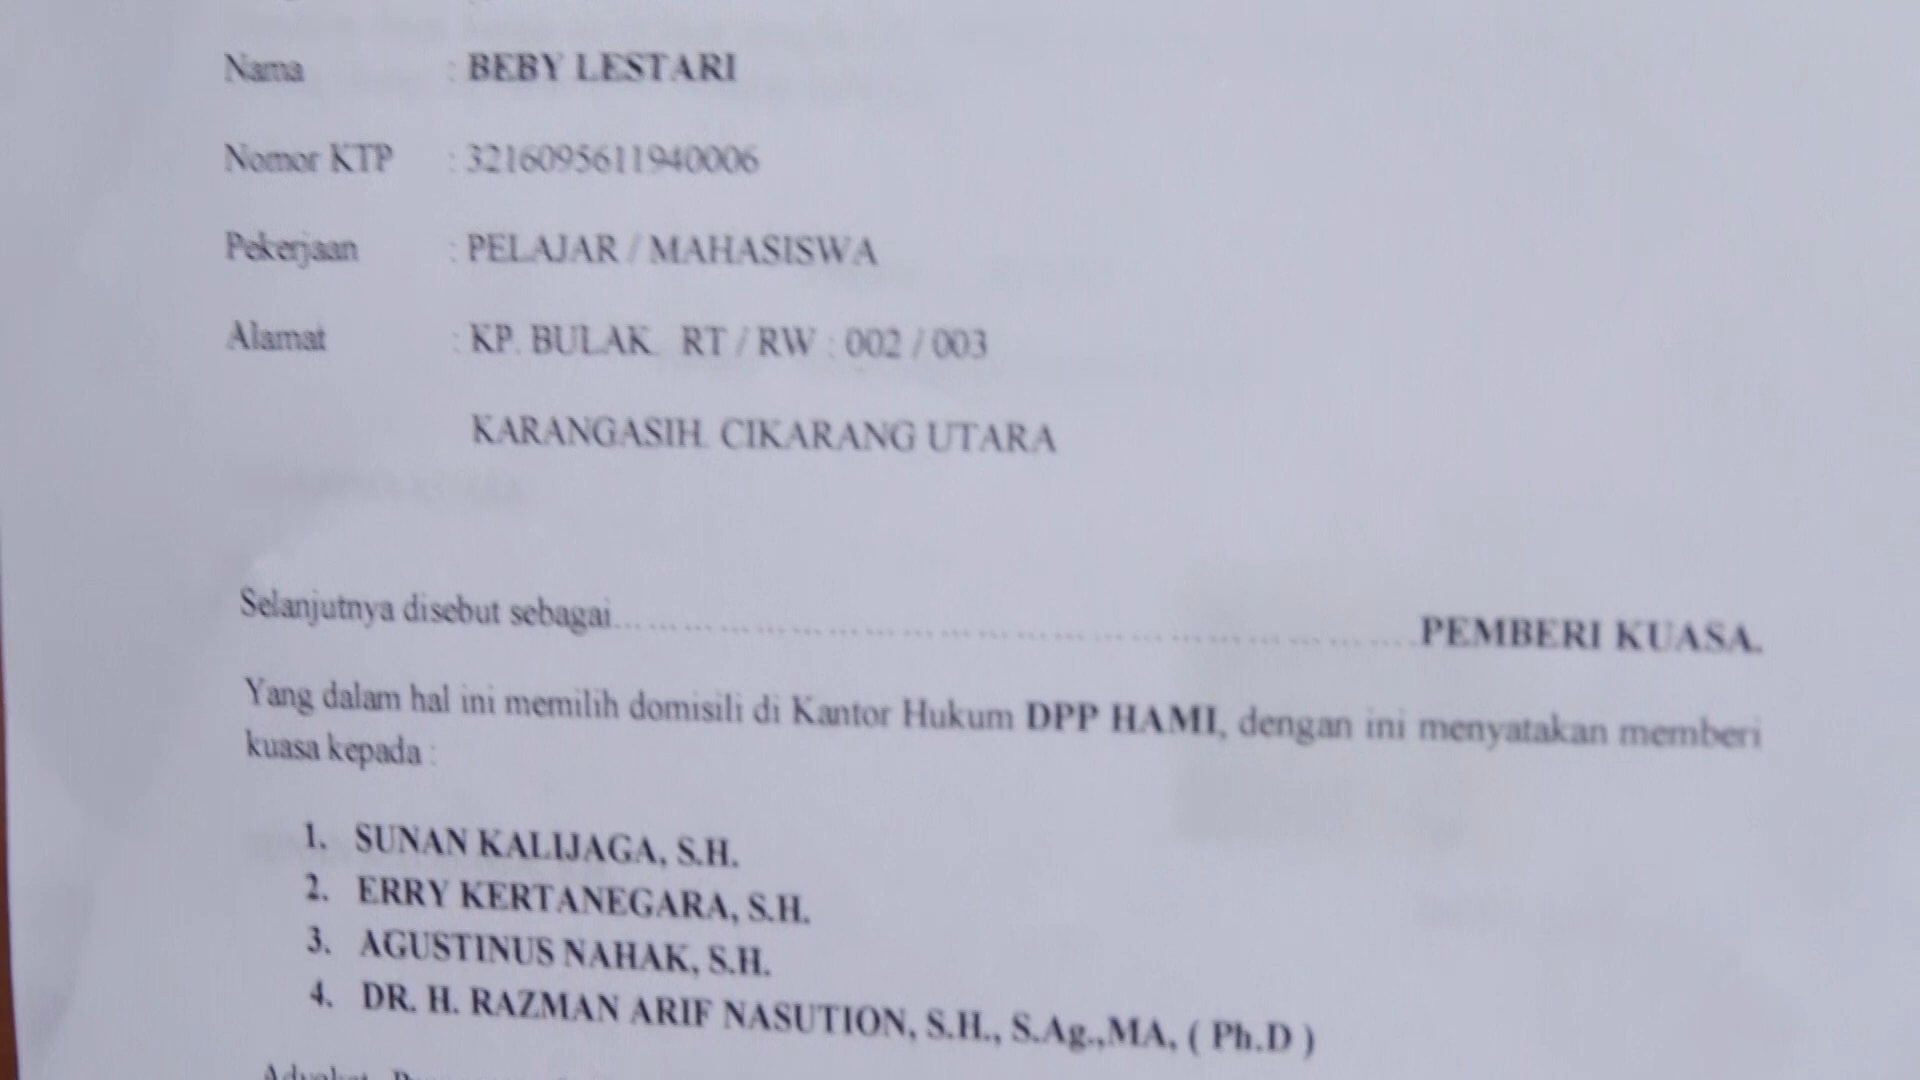 Nama : BEBY LESTARI
Nomor KTP : 3216095611940006
Pekerjaan : PELAJAR / MAHASISWA
Alamat : KP. BULAK RT / RW : 002 / 003
KARANGASIH. CIKARANG UTARA
Selanjutnya disebut sebagai.......................................................................PEMBERI KUASA.
Yang dalam hal ini memilih domisili di Kantor Hukum DPP HAMI, dengan ini menyatakan memberi
kuasa kepada :
1. SUNAN KALIJAGA, S.H.
2. ERRY KERTANEGARA, S.H.
3. AGUSTINUS NAHAK, S.H.
4. DR. H. RAZMAN ARIF NASUTION, S.H., S.Ag.,MA, ( Ph.D )